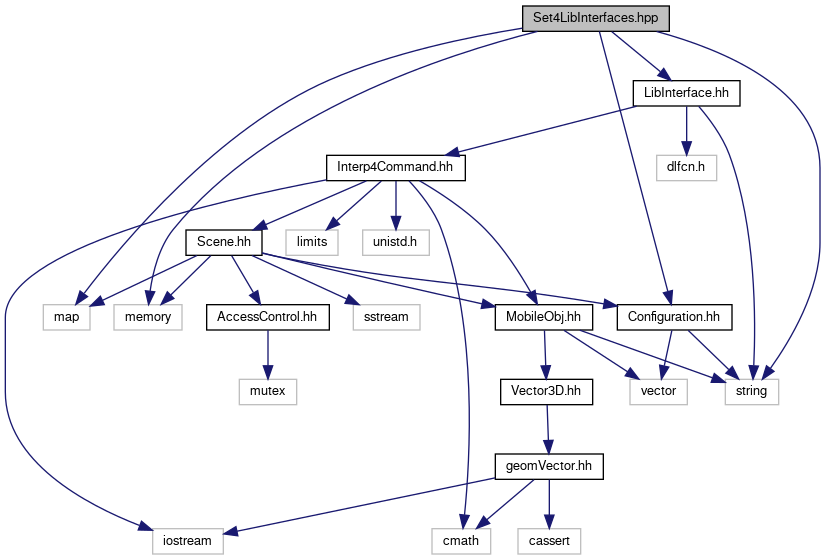 Set4LibInterfaces.hpp
LibInterface.hh
Interp4Command.hh
dlfcn.h
Scene.hh
limits
unistd.h
map
memory
AccessControl.hh
sstream
MobileObj.hh
Configuration.hh
mutex
Vector3D.hh
vector
string
geomVector.hh
iostream
cmath
cassert